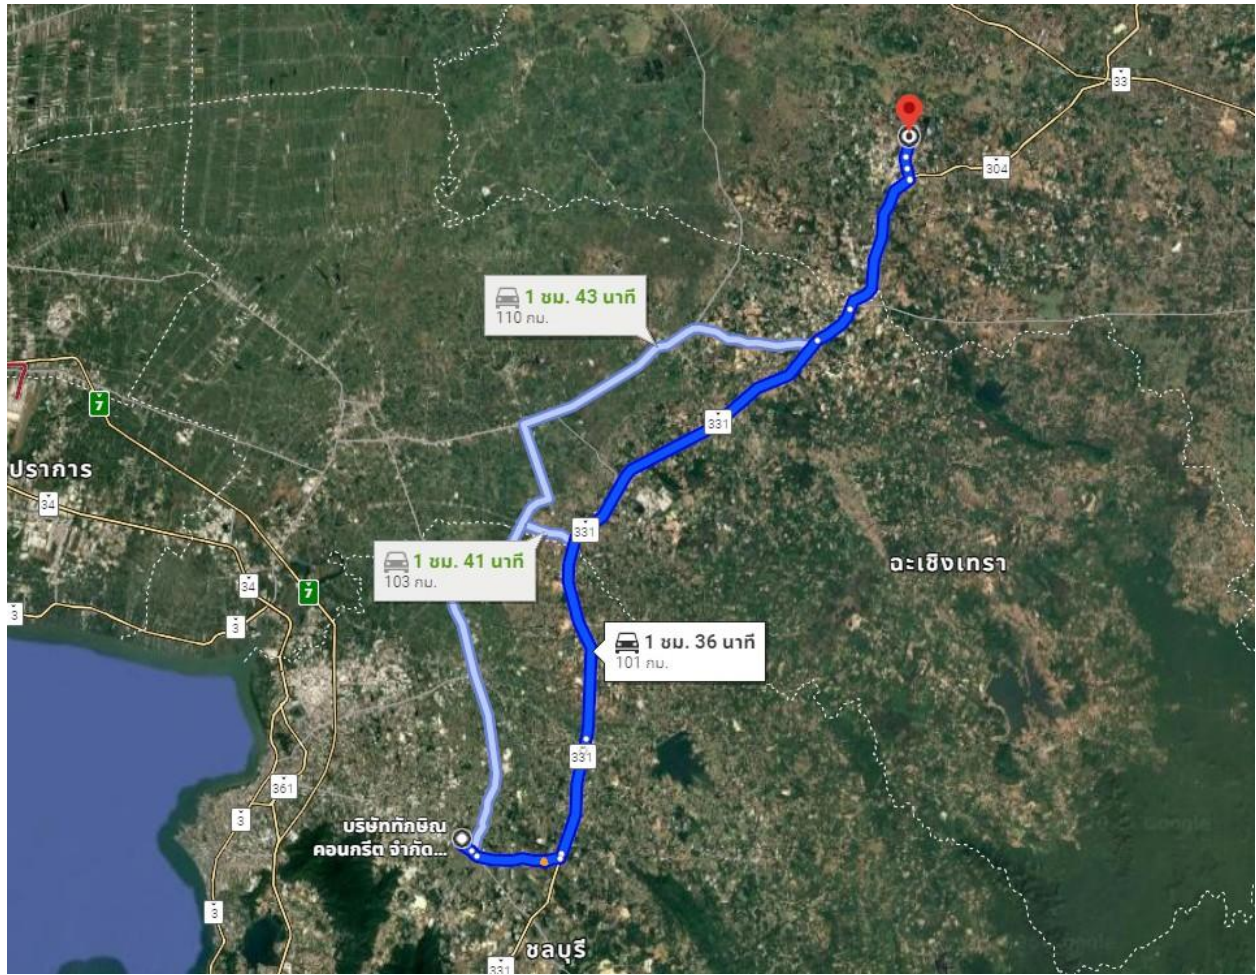 33
304
1 ชม. 43 นาที
110 กม.
7
331
ปราการ
34
331
1 ชม. 41 นาที
103 กม.
ฉะเชิงเทรา
34
7
3
3
1 ชม. 36 นาที
101 กม.
331
361
3
บริษัททักษิณ
คอนกรีต จำกัด...
3
ชลบุรี
331
Google